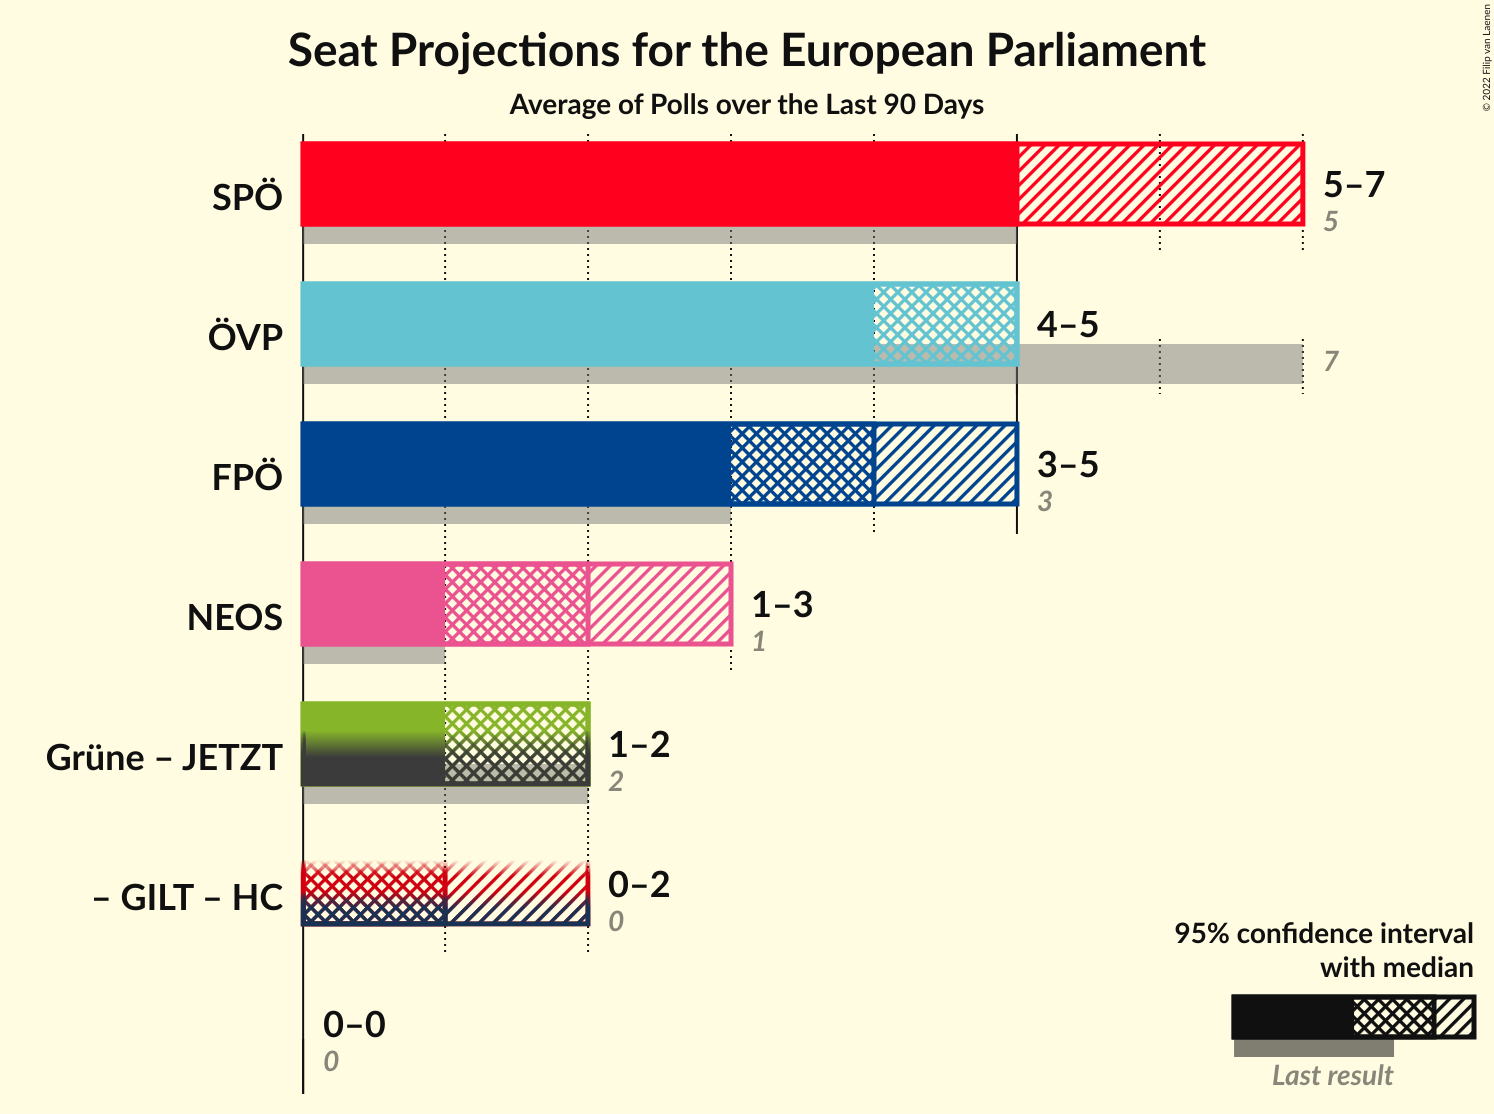 Seat Projections for the European Parliament
Average of Polls over the Last 90 Days
© 2022 Filip van Laenen
SPÖ
5–7
5
ÖVP
4–5
7
FPÖ
3–5
3
NEOS
1–3
1
Grüne – JETZT
1–2
2
– GILT – HC
0–2
0
0–0
0
95% confidence interval
with median
Last result